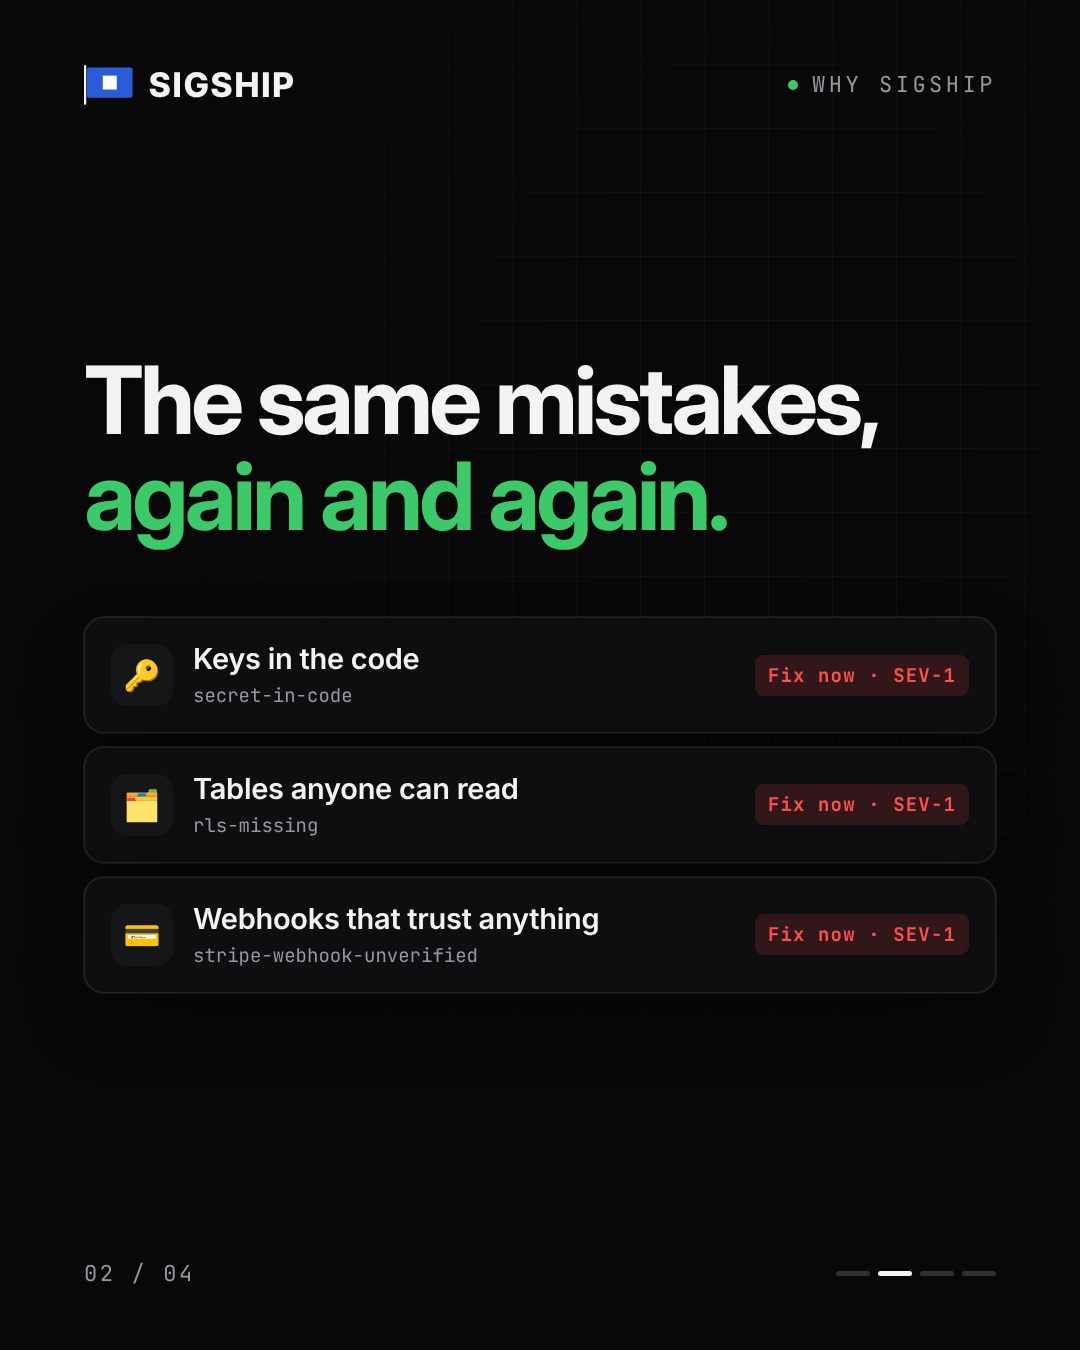 SIGSHIP
WHY SIGSHIP
The same mistakes,
again and again.
Keys in the code
secret-in-code
Fix now · SEV-1
Tables anyone can read
rls-missing
Fix now · SEV-1
Webhooks that trust anything
stripe-webhook-unverified
Fix now · SEV-1
02 / 04